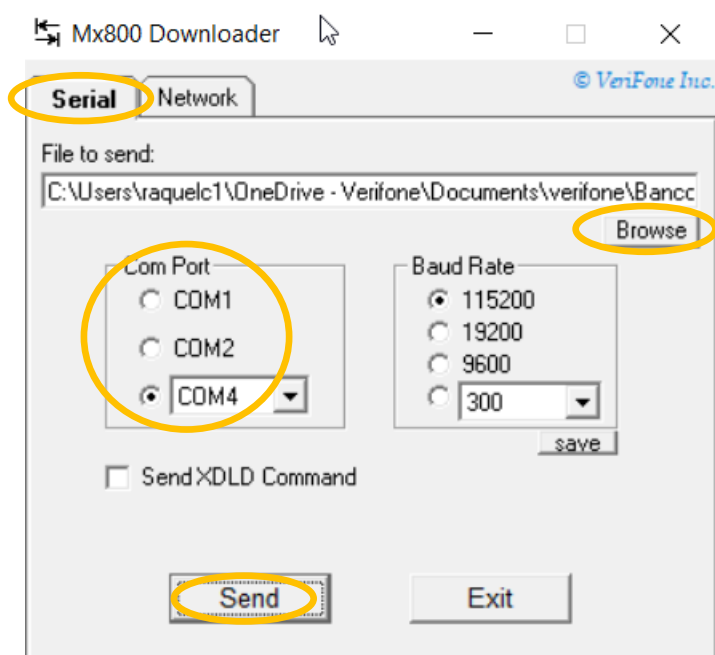 Mx800 Downloader
© VeriFone Inc.
Serial Network
File to send:
C:\Users\raquelc1\OneDrive - Verifone\Documents\verifone\Bancc
Browse
Com Port
COM1
COM2
COM4
Baud Rate
115200
19200
9600
300
save
Send XDLD Command
Send Exit